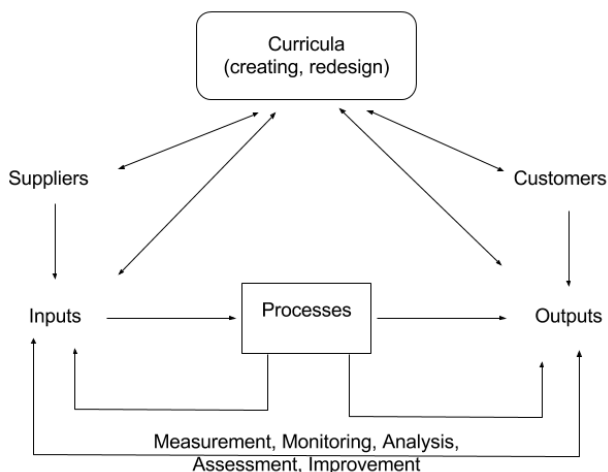 Curricula
(creating, redesign)
Suppliers
Customers
Inputs
Processes
Outputs
Measurement, Monitoring, Analysis,
Assessment, Improvement